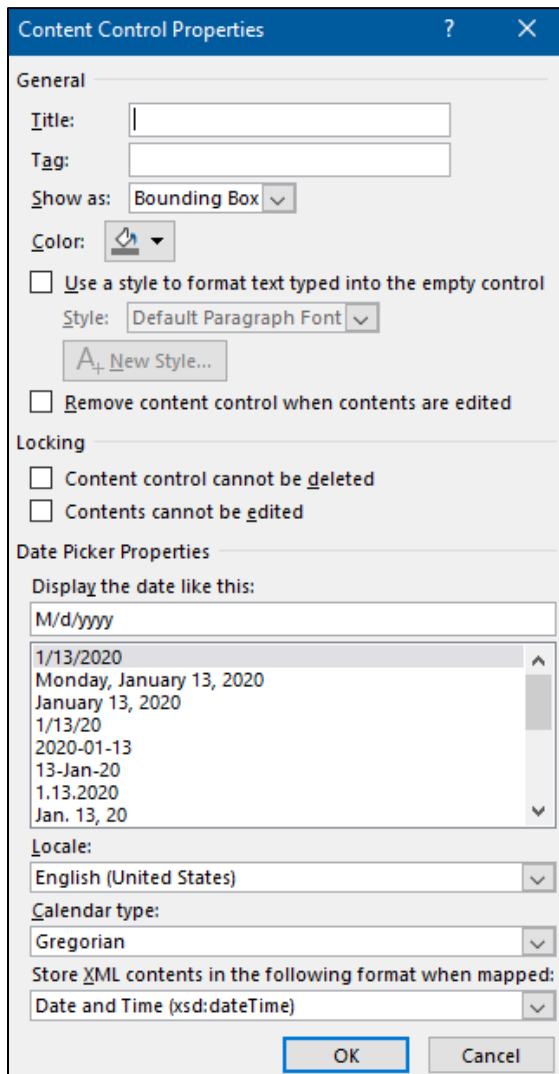 Content Control Properties ?
General
Title:
Tag:
Show as: Bounding Box
Color:
Use a style to format text typed into the empty control
Style: Default Paragraph Font
A+ New Style...
Remove content control when contents are edited
Locking
Content control cannot be deleted
Contents cannot be edited
Date Picker Properties
Display the date like this:
M/d/yyyy
1/13/2020
Monday, January 13, 2020
January 13, 2020
1/13/20
2020-01-13
13-Jan-20
1.13.2020
Jan. 13, 20
Locale:
English (United States)
Calendar type:
Gregorian
Store XML contents in the following format when mapped:
Date and Time (xsd:dateTime)
OK Cancel